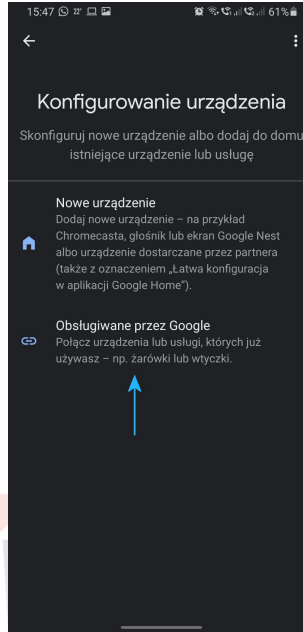 15:47 22° 61%
Konfigurowanie urządzenia
Skonfiguruj nowe urządzenie albo dodaj do domu
istniejące urządzenie lub usługę
Nowe urządzenie
Dodaj nowe urządzenie – na przykład
Chromecasta, głośnik lub ekran Google Nest
albo urządzenie dostarczane przez partnera
(także z oznaczeniem „Łatwa konfiguracja
w aplikacji Google Home”).
Obsługiwane przez Google
Połącz urządzenia lub usługi, których już
używasz – np. żarówki lub wtyczki.